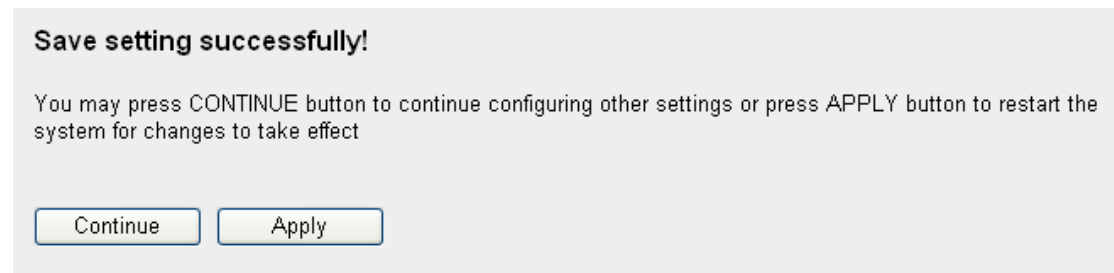 Save setting successfully!
You may press CONTINUE button to continue configuring other settings or press APPLY button to restart the
system for changes to take effect
Continue Apply